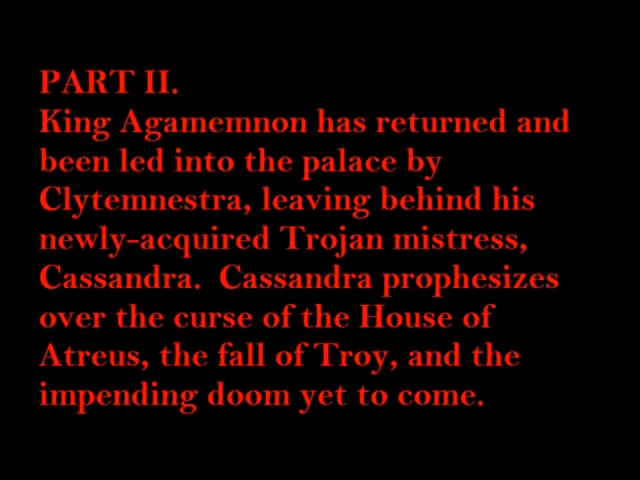 PART II.
King Agamemnon has returned and
been led into the palace by
Clytemnestra, leaving behind his
newly-acquired Trojan mistress,
Cassandra.  Cassandra prophesizes
over the curse of the House of
Atreus, the fall of Troy, and the
impending doom yet to come.